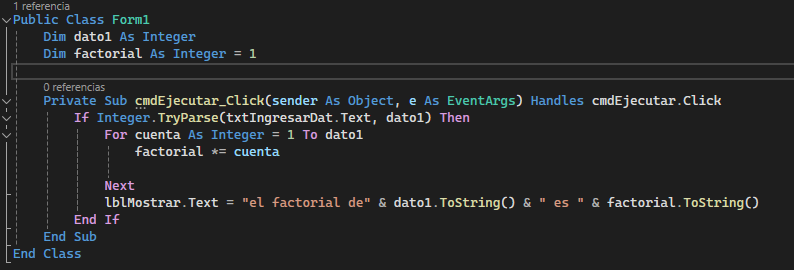 1 referencia
Public Class Form1
Dim dato1 As Integer
Dim factorial As Integer = 1
0 referencias
Private Sub cmdEjecutar_Click(sender As Object, e As EventArgs) Handles cmdEjecutar.Click
If Integer.TryParse(txtIngresarDat.Text, dato1) Then
For cuenta As Integer = 1 To dato1
factorial *= cuenta
Next
lblMostrar.Text = "el factorial de" & dato1.ToString() & " es " & factorial.ToString()
End If
End Sub
End Class